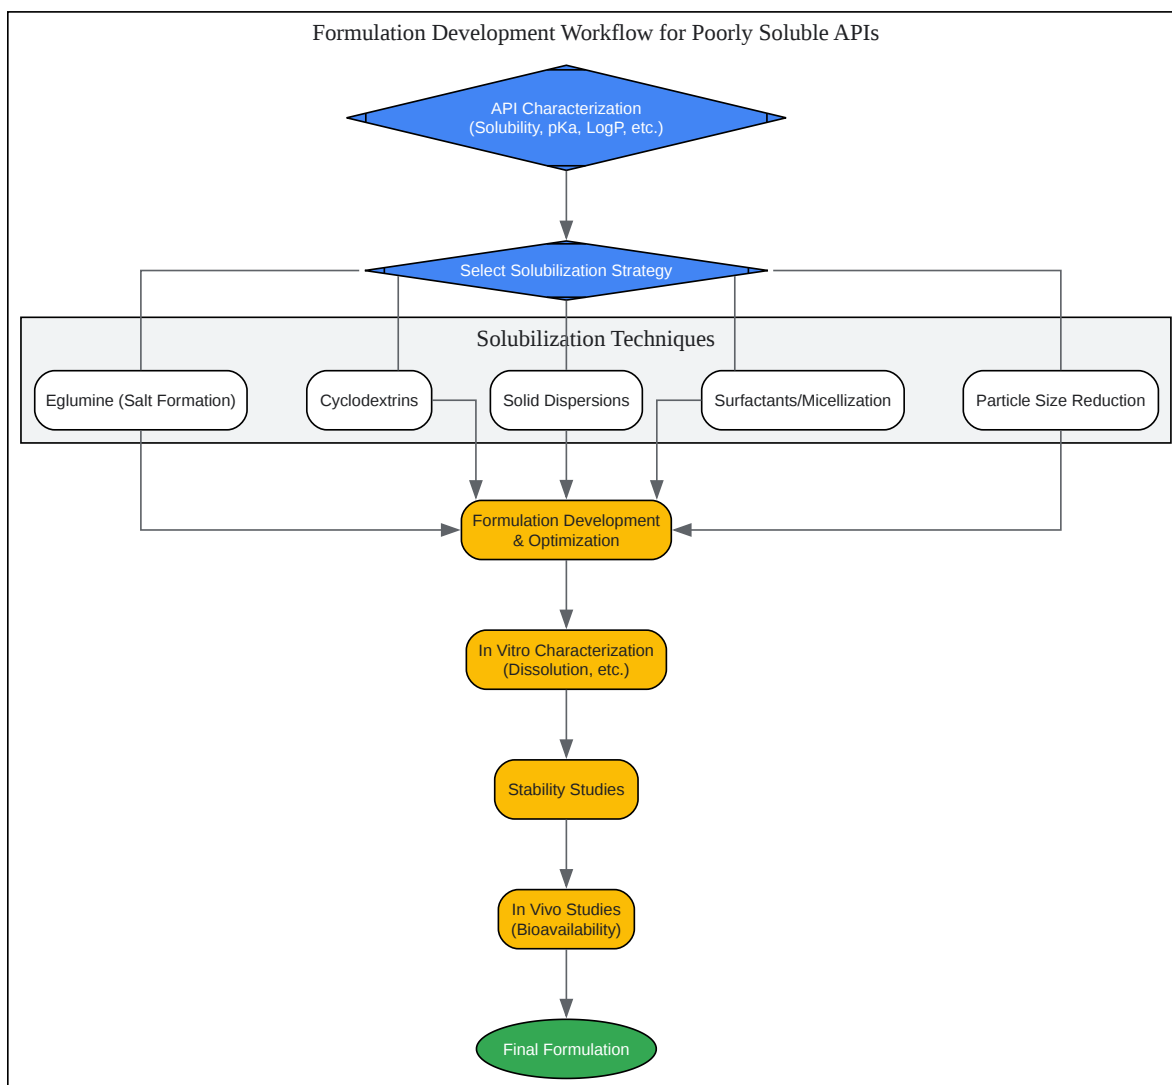 Formulation Development Workflow for Poorly Soluble APIs
API Characterization
(Solubility, pKa, LogP, etc.)
Select Solubilization Strategy
Solubilization Techniques
Eglumine (Salt Formation)
Cyclodextrins
Solid Dispersions
Surfactants/Micellization
Particle Size Reduction
Formulation Development
& Optimization
In Vitro Characterization
(Dissolution, etc.)
Stability Studies
In Vivo Studies
(Bioavailability)
Final Formulation